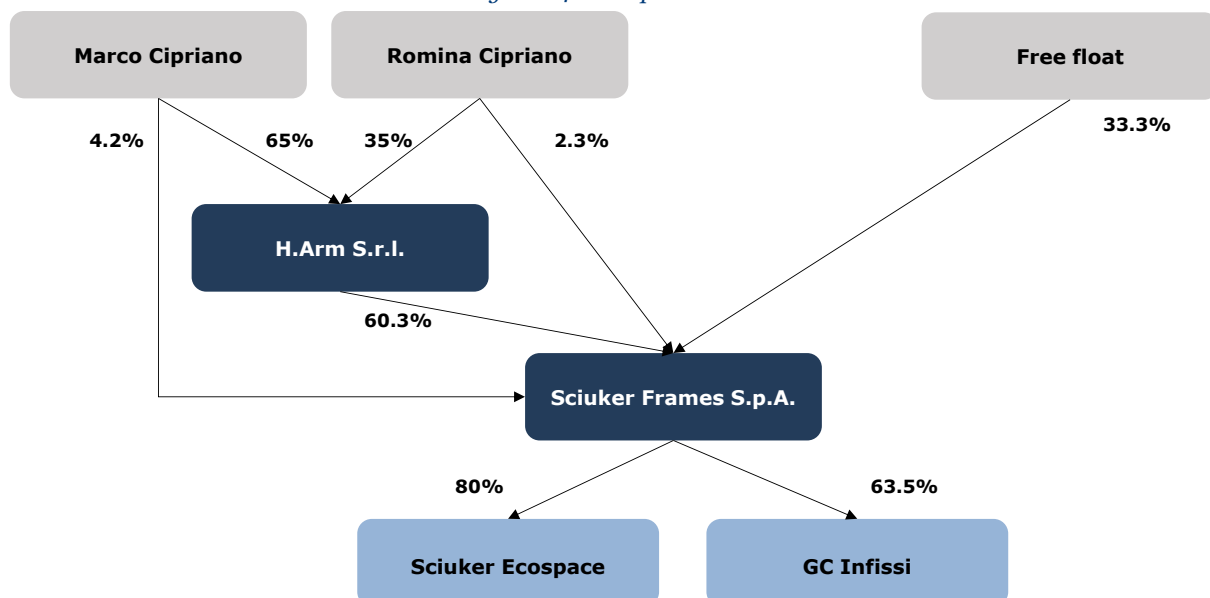 Marco Cipriano
Romina Cipriano
Free float
4.2%
65%
35%
2.3%
33.3%
H.Arm S.r.l.
60.3%
Sciuker Frames S.p.A.
80%
63.5%
Sciuker Ecospace
GC Infissi